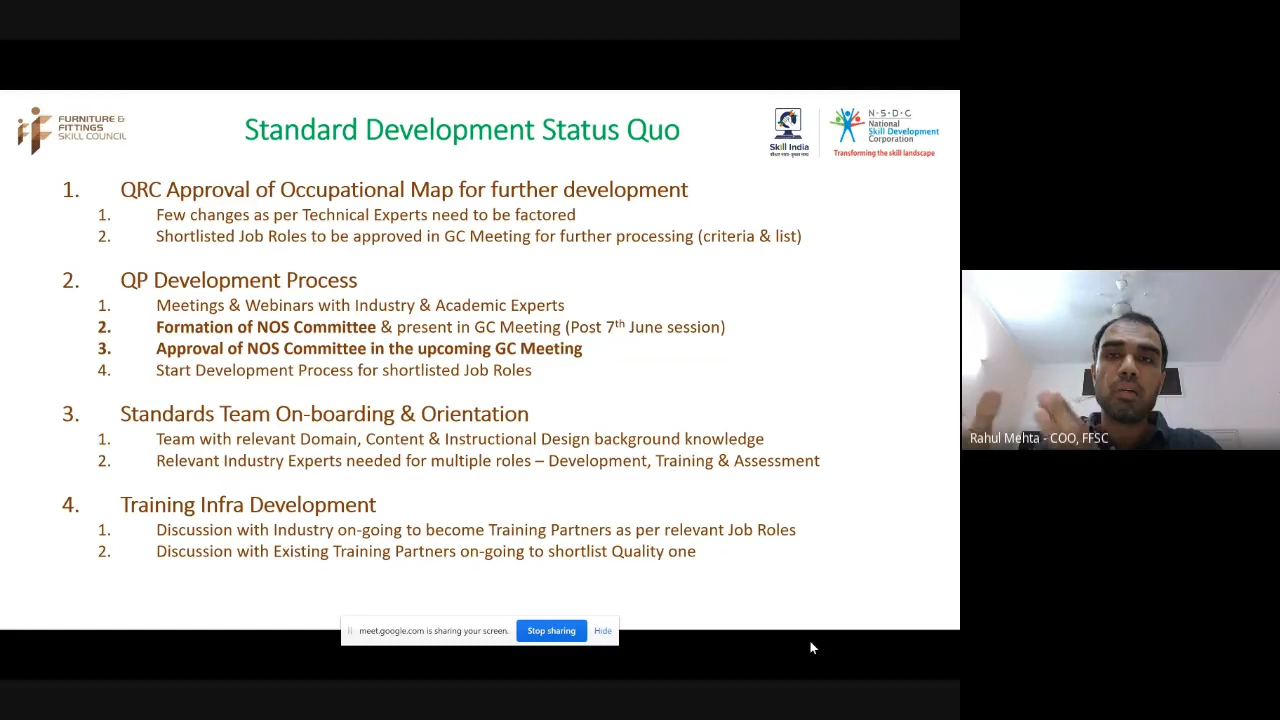 FURNITURE &
FITTINGS
SKILL COUNCIL
Standard Development Status Quo
Skill India
N·S·D·C
National
Skill Development
Corporation
Transforming the skill landscape
1. QRC Approval of Occupational Map for further development
1. Few changes as per Technical Experts need to be factored
2. Shortlisted Job Roles to be approved in GC Meeting for further processing (criteria & list)
2. QP Development Process
1. Meetings & Webinars with Industry & Academic Experts
2. Formation of NOS Committee & present in GC Meeting (Post 7th June session)
3. Approval of NOS Committee in the upcoming GC Meeting
4. Start Development Process for shortlisted Job Roles
3. Standards Team On-boarding & Orientation
1. Team with relevant Domain, Content & Instructional Design background knowledge
2. Relevant Industry Experts needed for multiple roles – Development, Training & Assessment
4. Training Infra Development
1. Discussion with Industry on-going to become Training Partners as per relevant Job Roles
2. Discussion with Existing Training Partners on-going to shortlist Quality one
meet.google.com is sharing your screen. Stop sharing Hide
Rahul Mehta - COO, FFSC